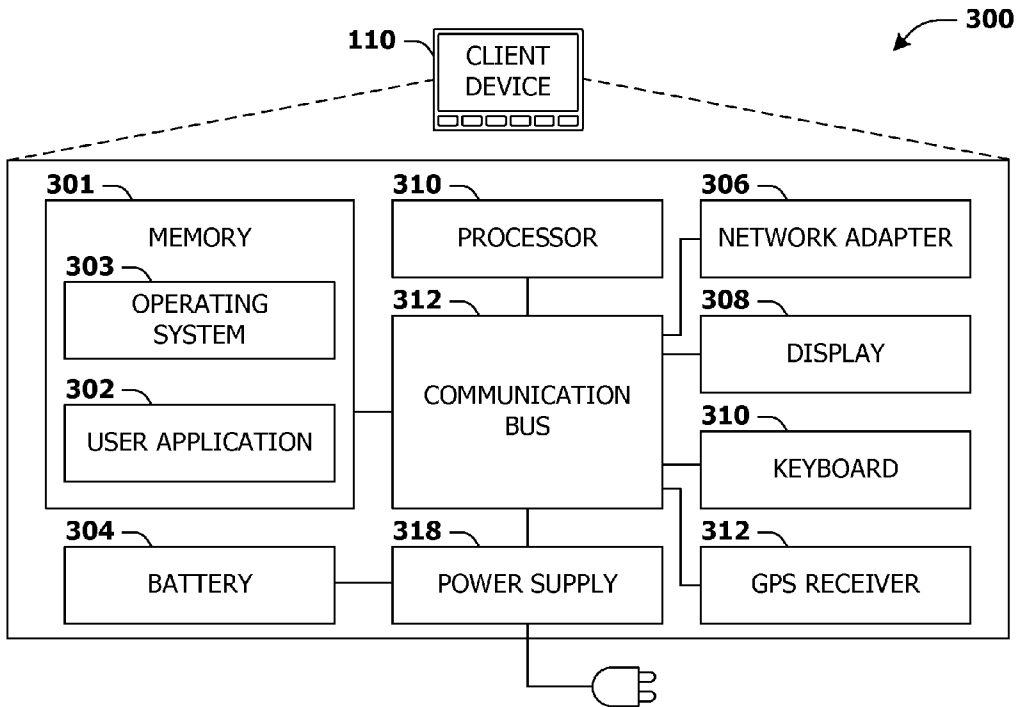 300
110
CLIENT
DEVICE
301
MEMORY
303
OPERATING
SYSTEM
302
USER APPLICATION
310
PROCESSOR
312
COMMUNICATION
BUS
306
NETWORK ADAPTER
308
DISPLAY
310
KEYBOARD
304
BATTERY
318
POWER SUPPLY
312
GPS RECEIVER